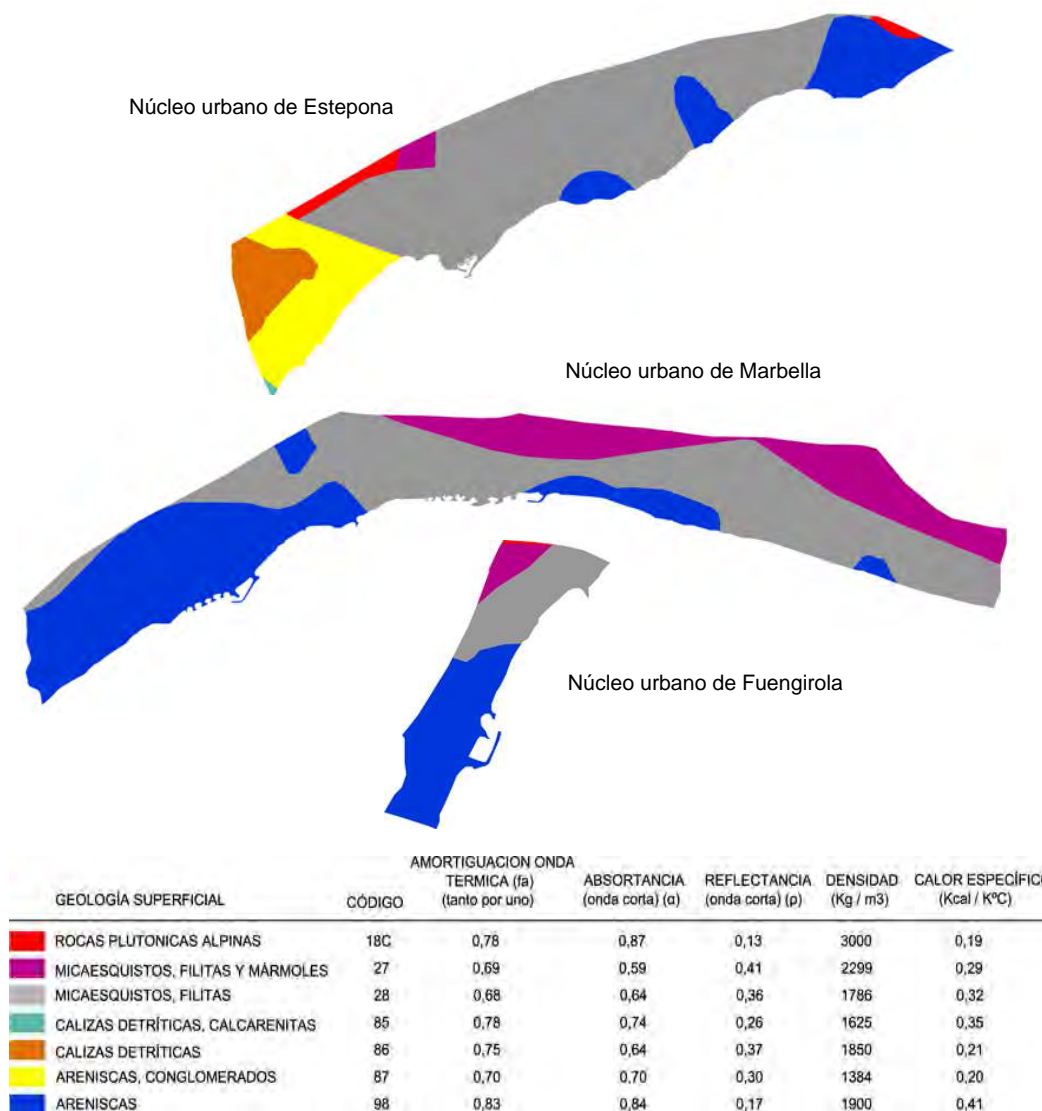 Núcleo urbano de Estepona
Núcleo urbano de Marbella
Núcleo urbano de Fuengirola
GEOLOGÍA SUPERFICIAL CÓDIGO AMORTIGUACION ONDA TERMICA (fa) (tanto por uno) ABSORTANCIA (onda corta) (α) REFLECTANCIA (onda corta) (ρ) DENSIDAD (Kg / m3) CALOR ESPECÍFICO (Kcal / KºC)
ROCAS PLUTONICAS ALPINAS 18C 0,78 0,87 0,13 3000 0,19
MICAESQUISTOS, FILITAS Y MÁRMOLES 27 0,69 0,59 0,41 2299 0,29
MICAESQUISTOS, FILITAS 28 0,68 0,64 0,36 1786 0,32
CALIZAS DETRÍTICAS, CALCARENITAS 85 0,78 0,74 0,26 1625 0,35
CALIZAS DETRÍTICAS 86 0,75 0,64 0,37 1850 0,21
ARENISCAS, CONGLOMERADOS 87 0,70 0,70 0,30 1384 0,20
ARENISCAS 98 0,83 0,84 0,17 1900 0,41